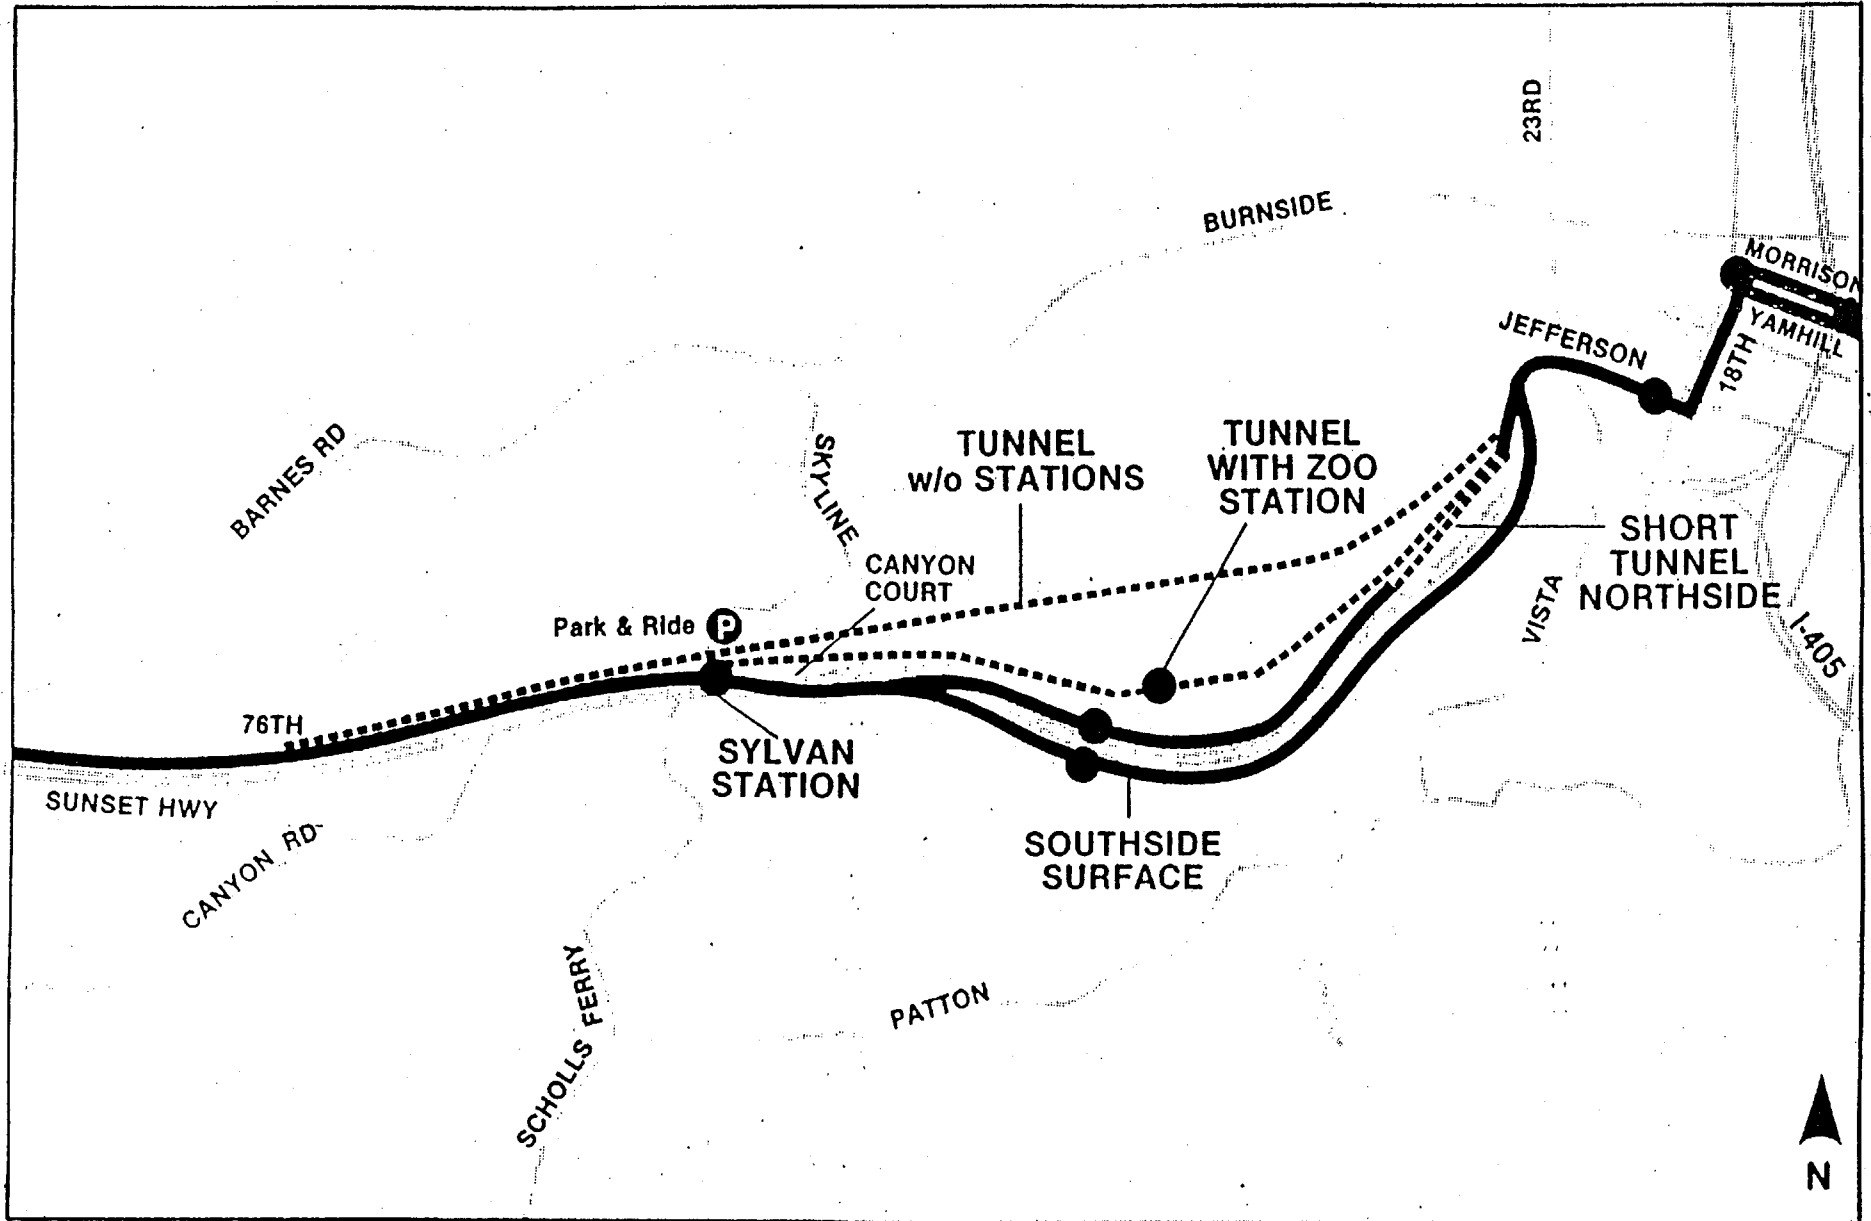 23RD
BURNSIDE
MORRISON
YAMHILL
JEFFERSON
18TH
BARNES RD
SKYLINE
TUNNEL
w/o STATIONS
TUNNEL
WITH ZOO
STATION
SHORT
TUNNEL
NORTHSIDE
CANYON
COURT
VISTA
I-405
Park & Ride P
76TH
SYLVAN
STATION
SUNSET HWY
CANYON RD
SOUTHSIDE
SURFACE
SCHOLLS FERRY
PATTON
N